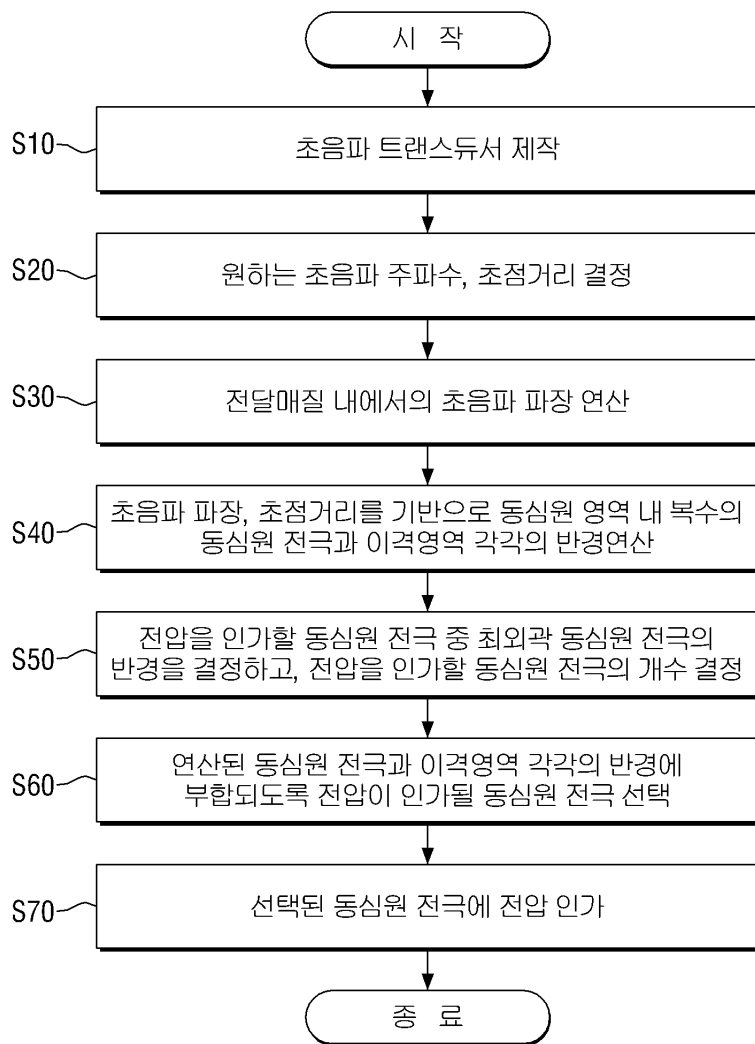 시 작
S10
초음파 트랜스듀서 제작
S20
원하는 초음파 주파수, 초점거리 결정
S30
전달매질 내에서의 초음파 파장 연산
S40
초음파 파장, 초점거리를 기반으로 동심원 영역 내 복수의
동심원 전극과 이격영역 각각의 반경연산
S50
전압을 인가할 동심원 전극 중 최외곽 동심원 전극의
반경을 결정하고, 전압을 인가할 동심원 전극의 개수 결정
S60
연산된 동심원 전극과 이격영역 각각의 반경에
부합되도록 전압이 인가될 동심원 전극 선택
S70
선택된 동심원 전극에 전압 인가
종 료